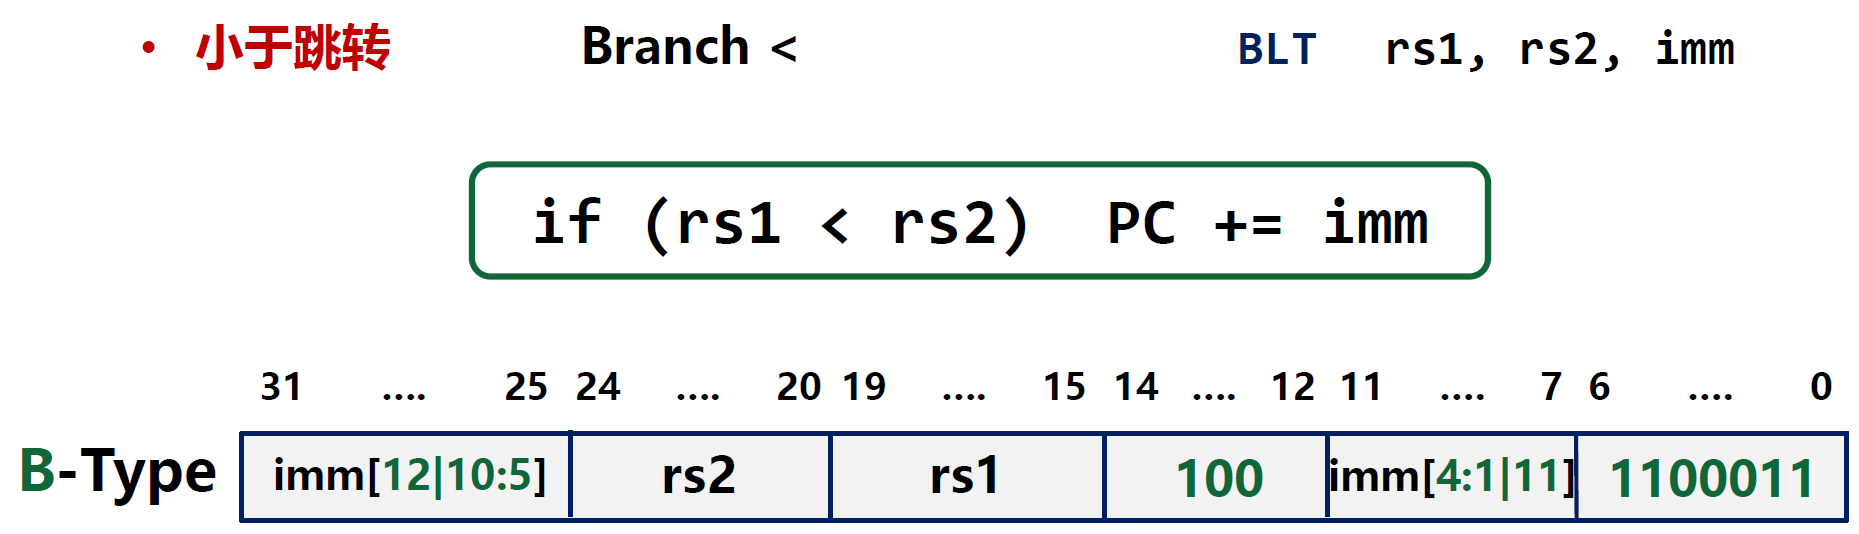 • 小于跳转 Branch < BLT rs1, rs2, imm
if (rs1 < rs2) PC += imm
31 .... 25 24 .... 20 19 .... 15 14 .... 12 11 .... 7 6 .... 0
B-Type imm[12|10:5] rs2 rs1 100 imm[4:1|11] 1100011